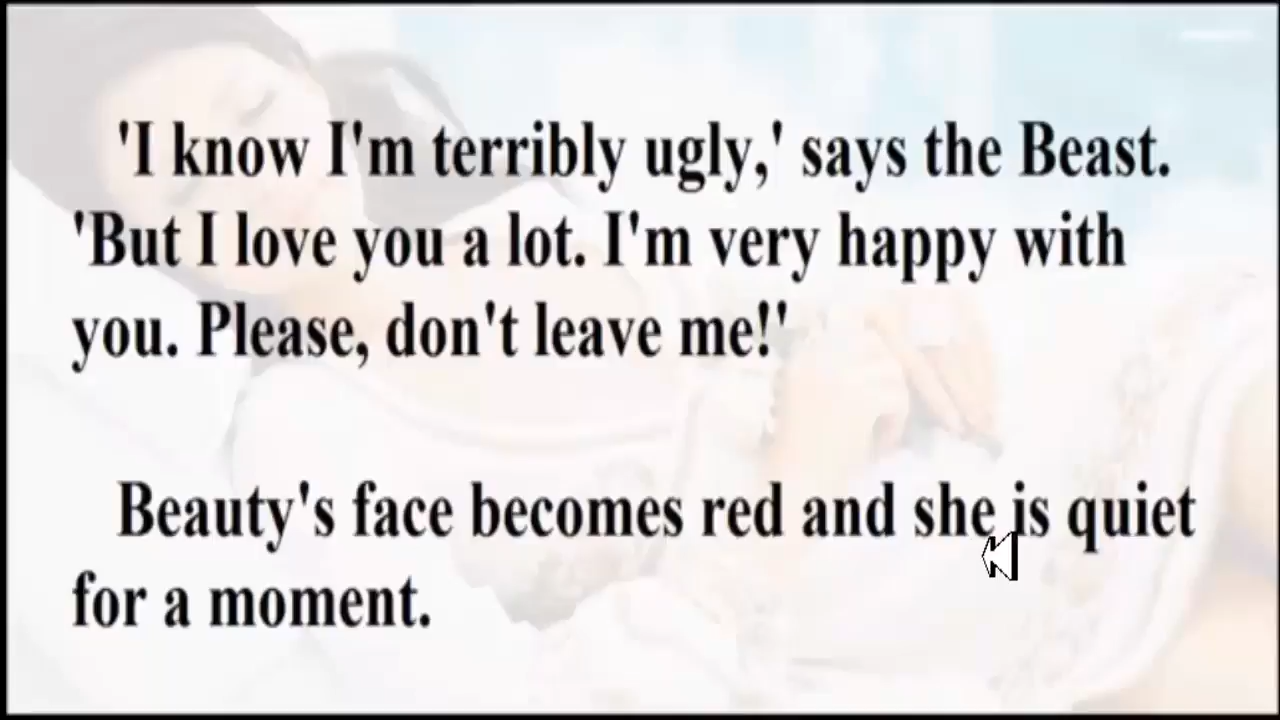 'I know I'm terribly ugly,' says the Beast.
'But I love you a lot. I'm very happy with
you. Please, don't leave me!'
Beauty's face becomes red and she is quiet
for a moment.